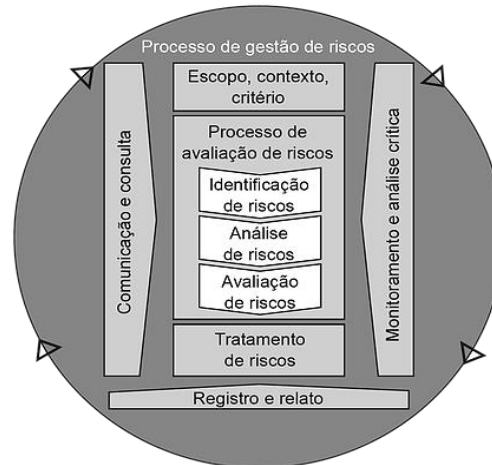 Processo de gestão de riscos
Escopo, contexto,
critério
Processo de
avaliação de riscos
Identificação
de riscos
Análise
de riscos
Avaliação
de riscos
Tratamento
de riscos
Comunicação e consulta
Monitoramento e análise crítica
Registro e relato